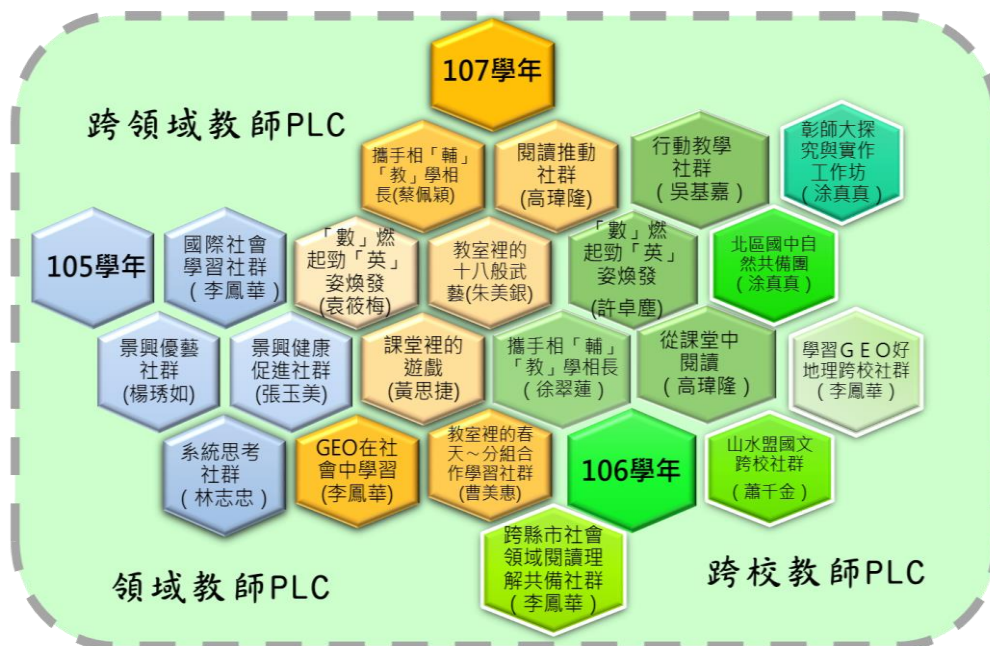 107學年
跨領域教師PLC
攜手相「輔」
「教」學相
長(蔡佩穎)
閱讀推動
社群
(高瑋隆)
行動教學
社群
(吳基嘉)
彰師大探
究與實作
工作坊
(涂真真)
105學年
國際社會
學習社群
(李鳳華)
「數」燃
起勁「英」
姿煥發
(袁筱梅)
教室裡的
十八般武
藝(朱美銀)
「數」燃
起勁「英」
姿煥發
(許卓塵)
北區國中自
然共備團
(涂真真)
景興優藝
社群
(楊琇如)
景興健康
促進社群
(張玉美)
課堂裡的
遊戲
(黃思捷)
攜手相「輔」
「教」學相長
(徐翠蓮)
從課堂中
閱讀
(高瑋隆)
學習ＧＥＯ好
地理跨校社群
(李鳳華)
系統思考
社群
(林志忠)
GEO在社
會中學習
(李鳳華)
教室裡的春
天～分組合
作學習社群
(曹美惠)
106學年
山水盟國文
跨校社群
(蕭千金)
跨縣市社會
領域閱讀理
解共備社群
(李鳳華)
領域教師PLC
跨校教師PLC